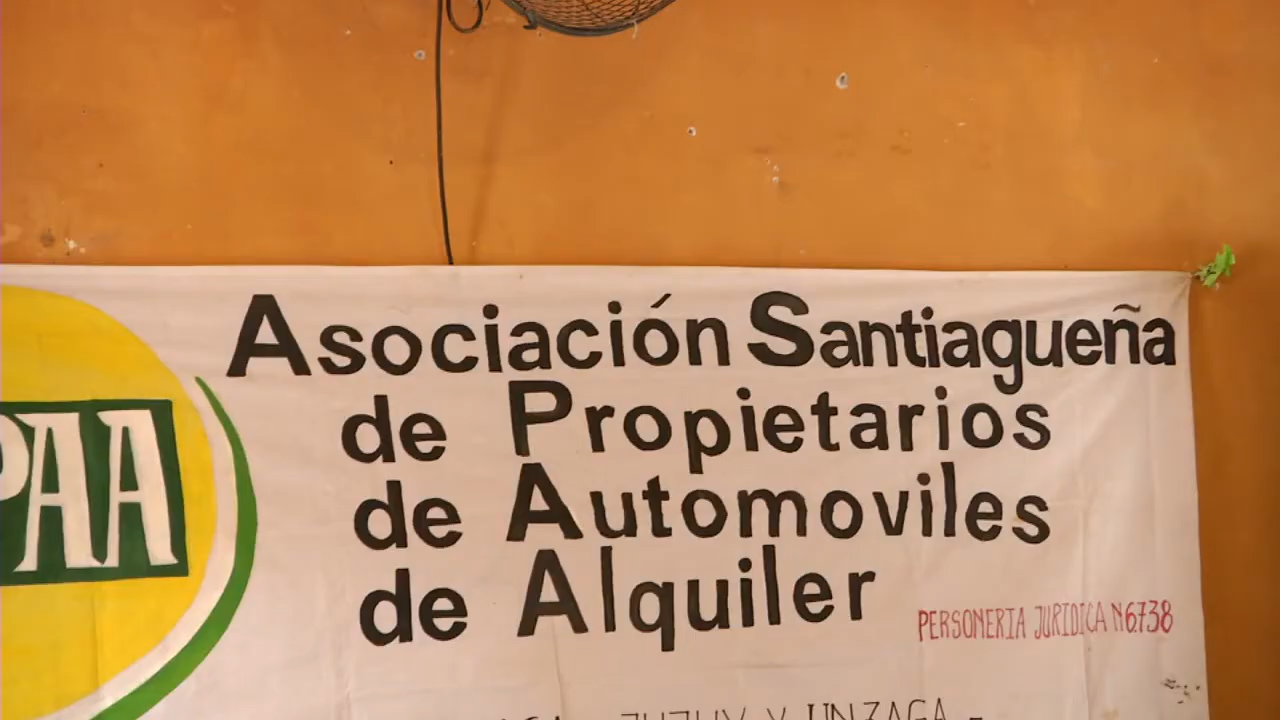 PAA
Asociación Santiagueña
de Propietarios
de Automoviles
de Alquiler
PERSONERIA JURIDICA N6738
JUJUY Y UNZAGA -